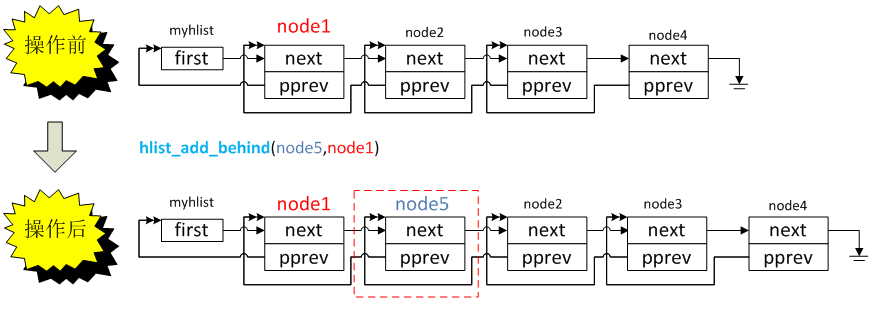 操作前
myhlist
node1
node2
node3
node4
first
next
next
next
next
pprev
pprev
pprev
pprev
hlist_add_behind(node5,node1)
操作后
myhlist
node1
node5
node2
node3
node4
first
next
next
next
next
next
pprev
pprev
pprev
pprev
pprev